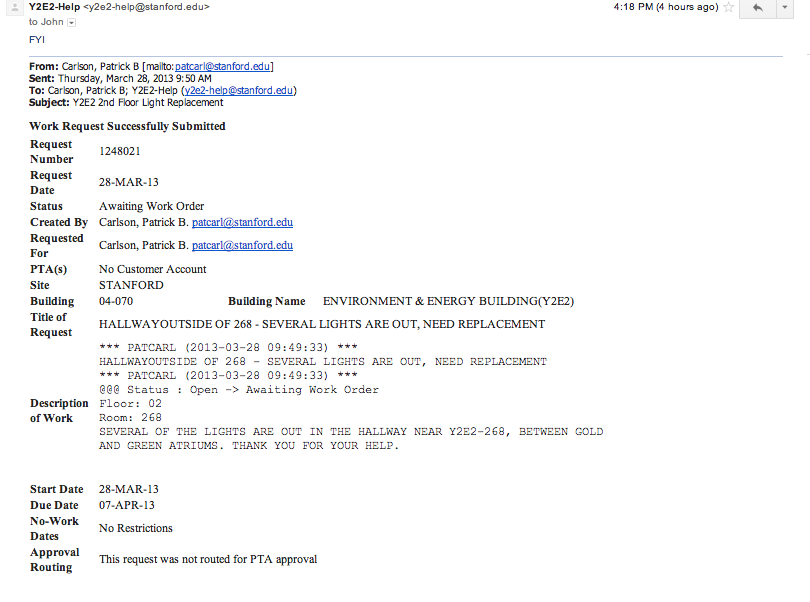 Y2E2-Help <y2e2-help@stanford.edu> 4:18 PM (4 hours ago)
to John
FYI
From: Carlson, Patrick B [mailto:patcarl@stanford.edu]
Sent: Thursday, March 28, 2013 9:50 AM
To: Carlson, Patrick B; Y2E2-Help (y2e2-help@stanford.edu)
Subject: Y2E2 2nd Floor Light Replacement
Work Request Successfully Submitted
Request Number 1248021
Request Date 28-MAR-13
Status Awaiting Work Order
Created By Carlson, Patrick B. patcarl@stanford.edu
Requested For Carlson, Patrick B. patcarl@stanford.edu
PTA(s) No Customer Account
Site STANFORD
Building 04-070 Building Name ENVIRONMENT & ENERGY BUILDING(Y2E2)
Title of Request HALLWAYOUTSIDE OF 268 - SEVERAL LIGHTS ARE OUT, NEED REPLACEMENT
Description of Work
*** PATCARL (2013-03-28 09:49:33) ***
HALLWAYOUTSIDE OF 268 - SEVERAL LIGHTS ARE OUT, NEED REPLACEMENT
*** PATCARL (2013-03-28 09:49:33) ***
@@@ Status : Open -> Awaiting Work Order
Floor: 02
Room: 268
SEVERAL OF THE LIGHTS ARE OUT IN THE HALLWAY NEAR Y2E2-268, BETWEEN GOLD
AND GREEN ATRIUMS. THANK YOU FOR YOUR HELP.
Start Date 28-MAR-13
Due Date 07-APR-13
No-Work Dates No Restrictions
Approval Routing This request was not routed for PTA approval